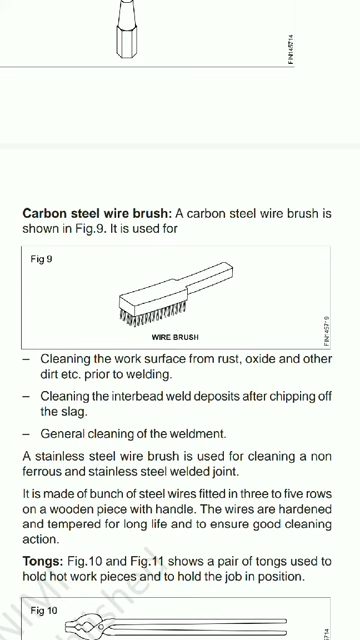 FIN145714
Carbon steel wire brush: A carbon steel wire brush is
shown in Fig.9. It is used for
Fig 9
WIRE BRUSH
FIN145719
– Cleaning the work surface from rust, oxide and other
dirt etc. prior to welding.
– Cleaning the interbead weld deposits after chipping off
the slag.
– General cleaning of the weldment.
A stainless steel wire brush is used for cleaning a non
ferrous and stainless steel welded joint.
It is made of bunch of steel wires fitted in three to five rows
on a wooden piece with handle. The wires are hardened
and tempered for long life and to ensure good cleaning
action.
Tongs: Fig.10 and Fig.11 shows a pair of tongs used to
hold hot work pieces and to hold the job in position.
Fig 10